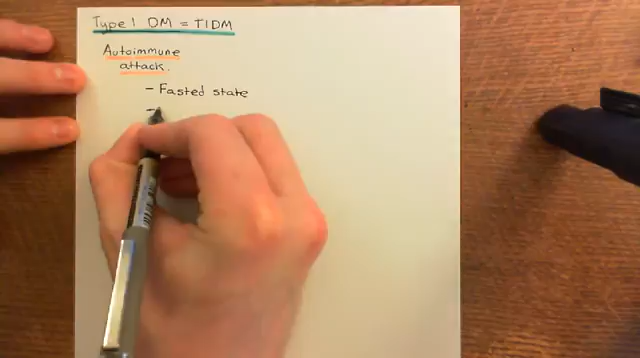 Type 1 DM = T1DM
Autoimmune
attack.
- Fasted state
-